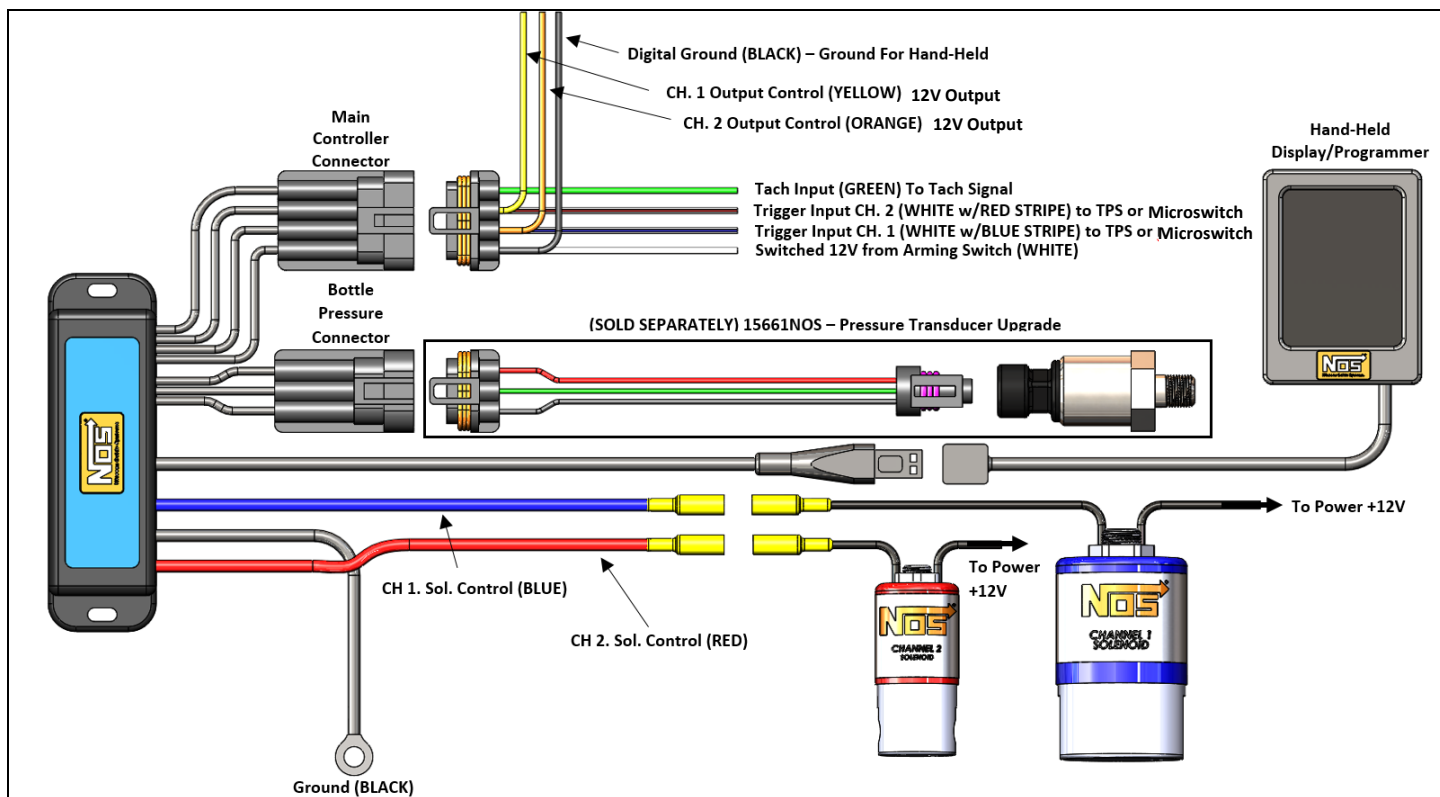 Digital Ground (BLACK) – Ground For Hand-Held
CH. 1 Output Control (YELLOW) 12V Output
CH. 2 Output Control (ORANGE) 12V Output
Main
Controller
Connector
Hand-Held
Display/Programmer
Tach Input (GREEN) To Tach Signal
Trigger Input CH. 2 (WHITE w/RED STRIPE) to TPS or Microswitch
Trigger Input CH. 1 (WHITE w/BLUE STRIPE) to TPS or Microswitch
Switched 12V from Arming Switch (WHITE)
Bottle
Pressure
Connector
(SOLD SEPARATELY) 15661NOS – Pressure Transducer Upgrade
NOS
NOS
To Power +12V
To Power
+12V
CH 1. Sol. Control (BLUE)
CH 2. Sol. Control (RED)
NOS
CHANNEL 2
SOLENOID
NOS
CHANNEL 1
SOLENOID
Ground (BLACK)